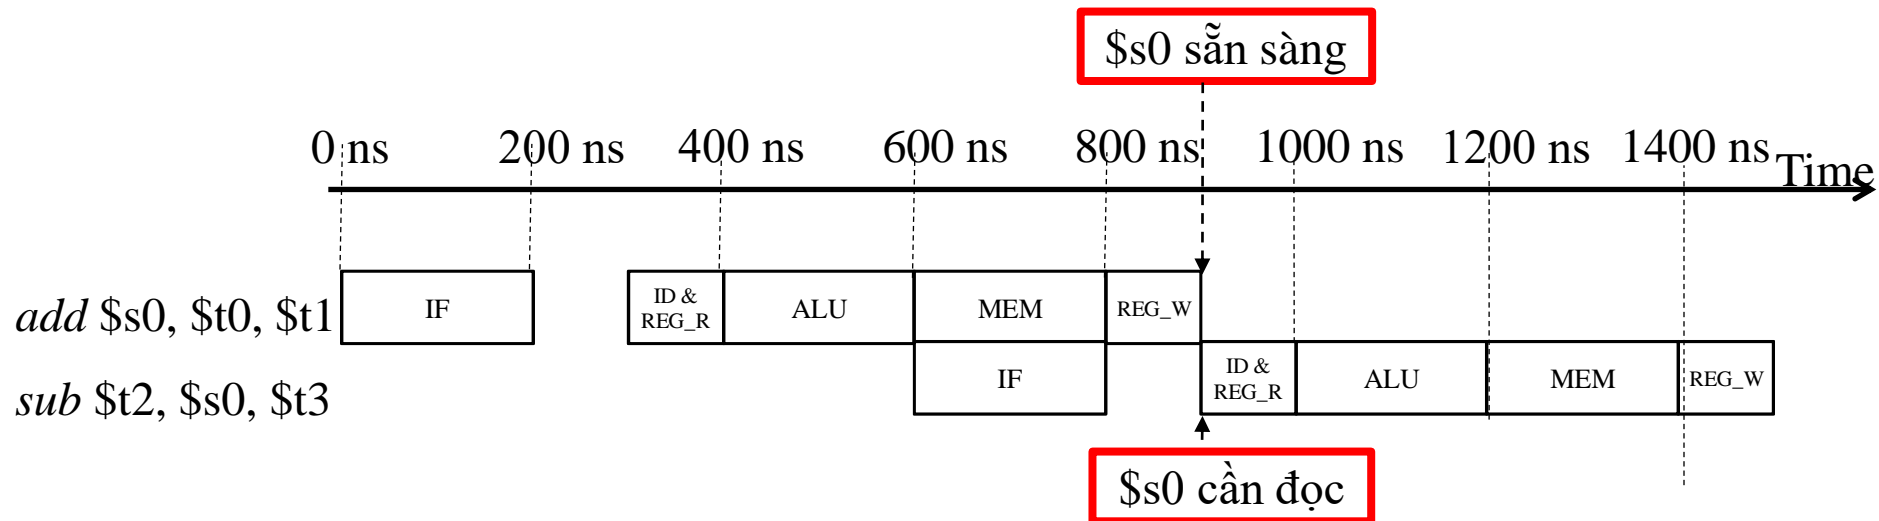 $s0 sẵn sàng
0 ns 200 ns 400 ns 600 ns 800 ns 1000 ns 1200 ns 1400 ns Time
add $s0, $t0, $t1 IF ID & REG_R ALU MEM REG_W
sub $t2, $s0, $t3 IF ID & REG_R ALU MEM REG_W
$s0 cần đọc